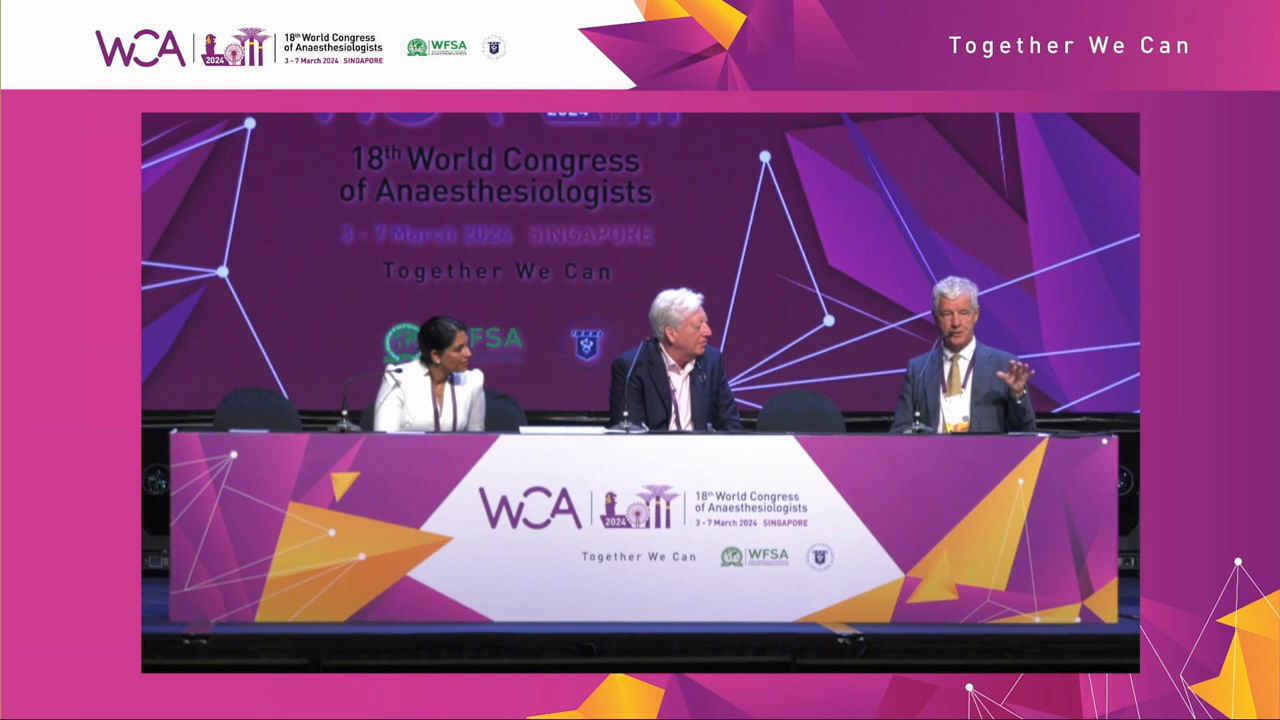 WCA
2024
18th World Congress
of Anaesthesiologists
3 - 7 March 2024 SINGAPORE
WFSA
Together We Can
2024
18th World Congress
of Anaesthesiologists
3 - 7 March 2024 SINGAPORE
Together We Can
FSA
WCA
2024
18th World Congress
of Anaesthesiologists
3 - 7 March 2024 SINGAPORE
Together We Can
WFSA